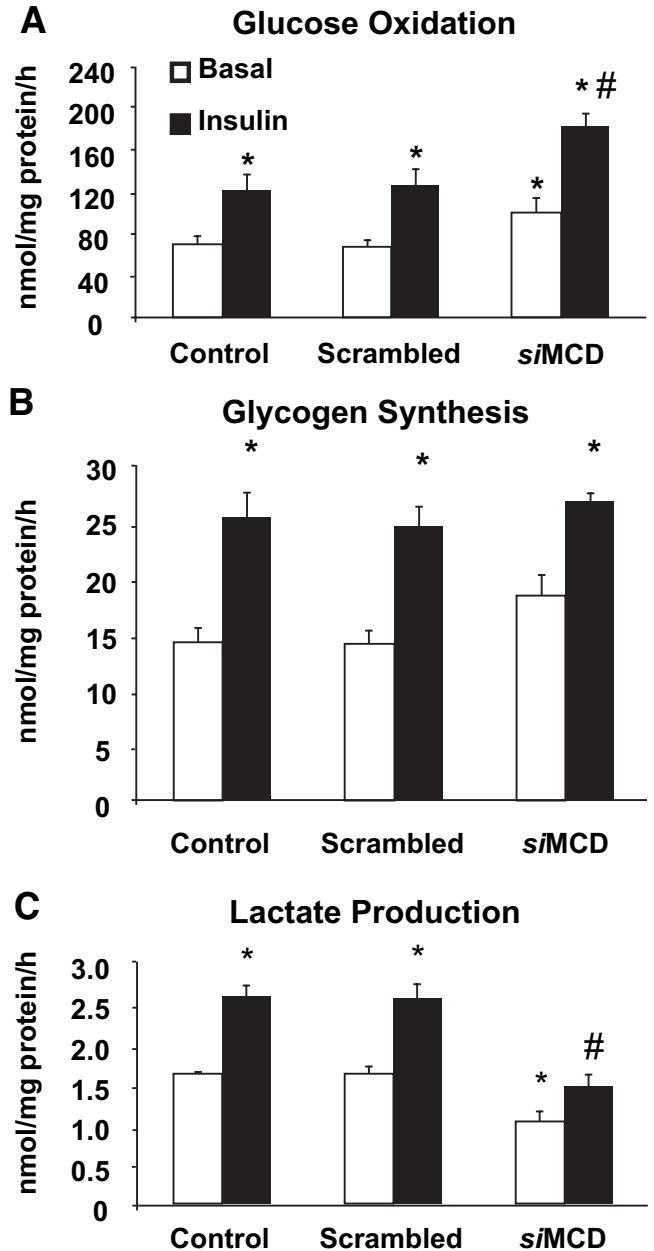 A
Glucose Oxidation
nmol/mg protein/h
240
200
160
120
80
40
0
Basal
Insulin
*
*
*
* #
Control
Scrambled
siMCD
B
Glycogen Synthesis
nmol/mg protein/h
30
25
20
15
10
5
0
*
*
*
Control
Scrambled
siMCD
C
Lactate Production
nmol/mg protein/h
3.0
2.5
2.0
1.5
1.0
0.5
0
*
*
*
#
Control
Scrambled
siMCD